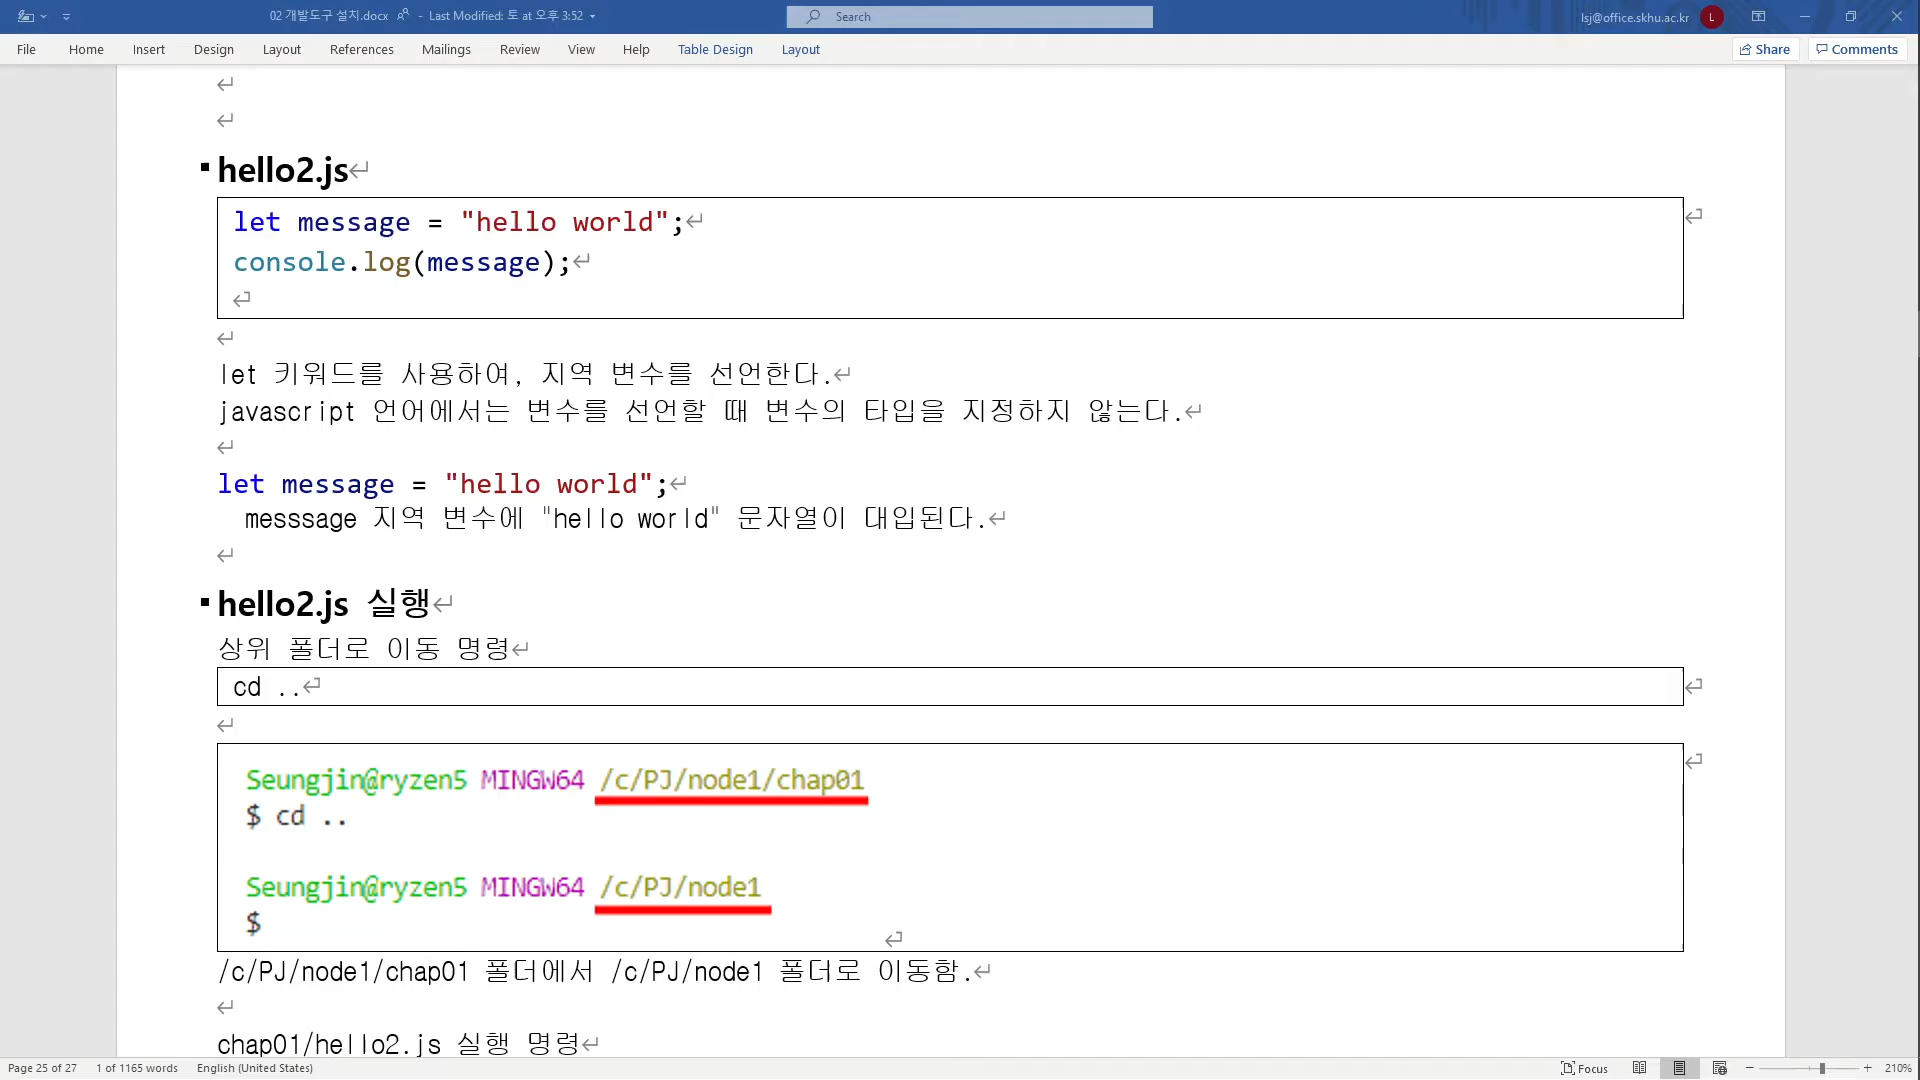 02 개발도구 설치.docx - Last Modified: 토 at 오후 3:52
Search
lsj@office.skhu.ac.kr L
File Home Insert Design Layout References Mailings Review View Help Table Design Layout Share Comments
hello2.js
let message = "hello world";
console.log(message);
let 키워드를 사용하여, 지역 변수를 선언한다.
javascript 언어에서는 변수를 선언할 때 변수의 타입을 지정하지 않는다.
let message = "hello world";
messsage 지역 변수에 "hello world" 문자열이 대입된다.
hello2.js 실행
상위 폴더로 이동 명령
cd ..
Seungjin@ryzen5 MINGW64 /c/PJ/node1/chap01
$ cd ..
Seungjin@ryzen5 MINGW64 /c/PJ/node1
$
/c/PJ/node1/chap01 폴더에서 /c/PJ/node1 폴더로 이동함.
chap01/hello2.js 실행 명령
Page 25 of 27 1 of 1165 words English (United States) Focus 210%